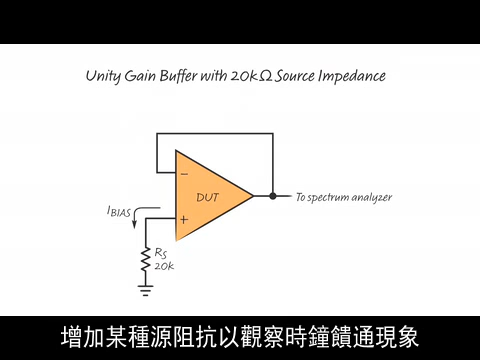 Unity Gain Buffer with 20kΩ Source Impedance
−
DUT
To spectrum analyzer
IBIAS
+
RS
20k
增加某種源阻抗以觀察時鐘饋通現象